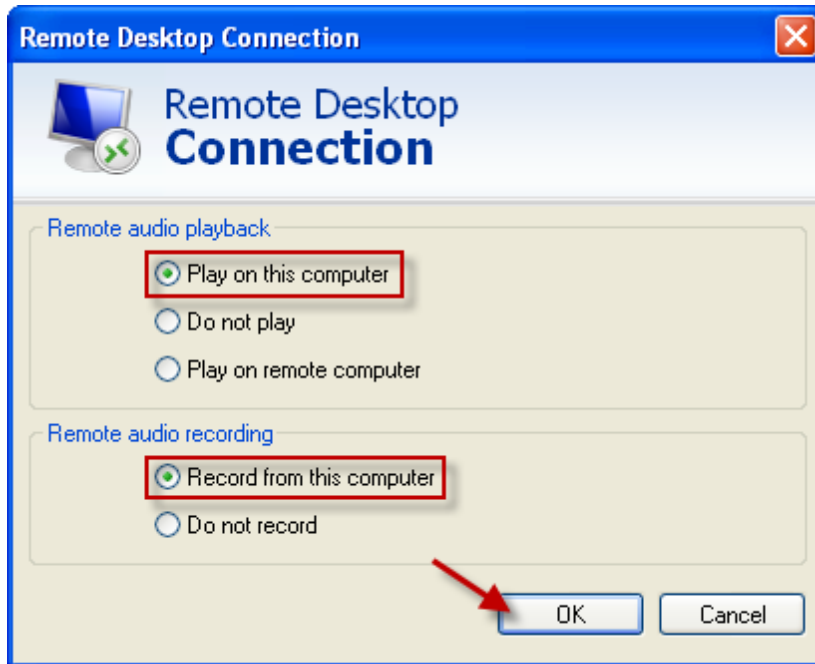 Remote Desktop Connection
Remote Desktop
Connection
Remote audio playback
Play on this computer
Do not play
Play on remote computer
Remote audio recording
Record from this computer
Do not record
OK Cancel